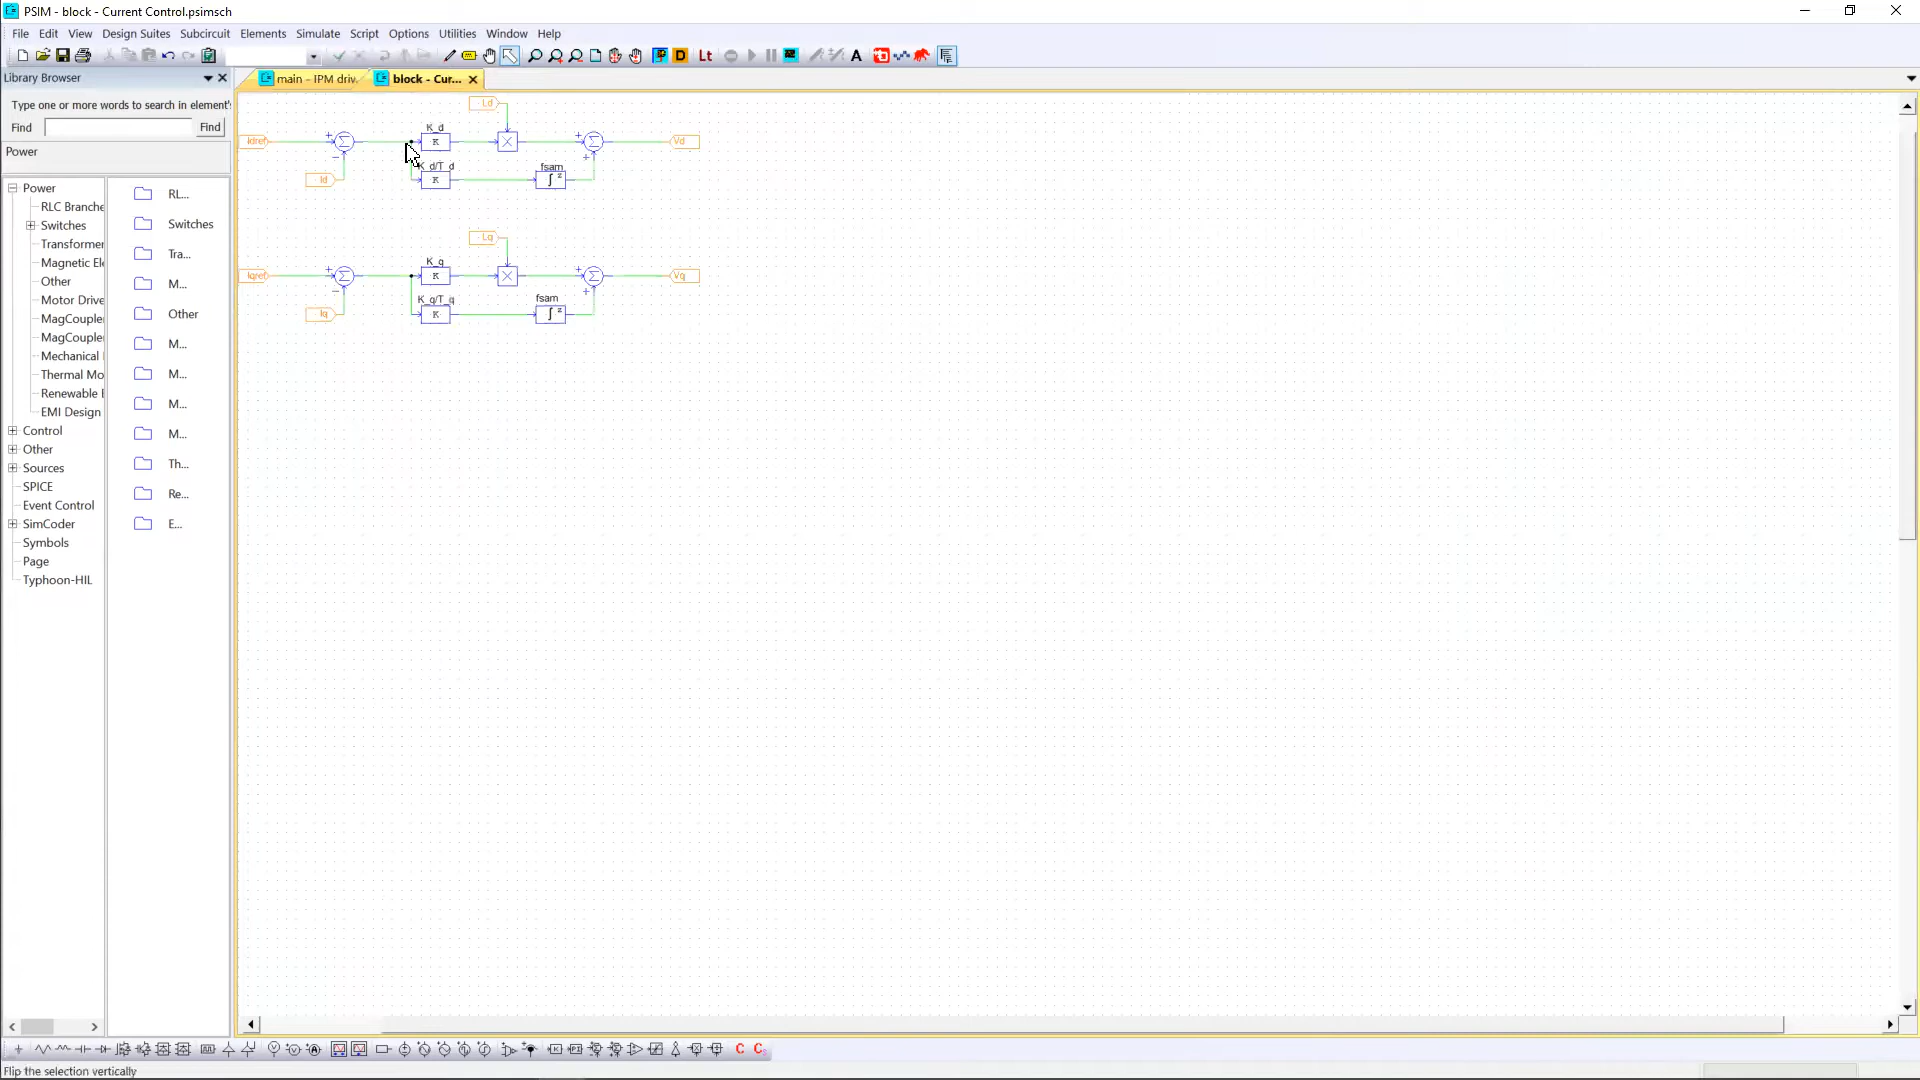 PSIM - block - Current Control.psimsch
File Edit View Design Suites Subcircuit Elements Simulate Script Options Utilities Window Help
D Lt A
Library Browser
main - IPM driv.
block - Cur...
Type one or more words to search in element's
Find Find
Power
Power
RLC Branche
Switches
Transformer
Magnetic Ele
Other
Motor Drive
MagCouple
MagCouple
Mechanical
Thermal Mo
Renewable E
EMI Design
Control
Other
Sources
SPICE
Event Control
SimCoder
Symbols
Page
Typhoon-HIL
RL...
Switches
Tra...
M...
Other
M...
M...
M...
M...
Th...
Re...
E...
Ld
K_d
Idref + Σ K + Σ Vd
−
K_d/T_d fsam +
Id K ∫ z
Lq
K_q
Iqref + Σ K + Σ Vq
−
K_q/T_q fsam +
Iq K ∫ z
C C
Flip the selection vertically